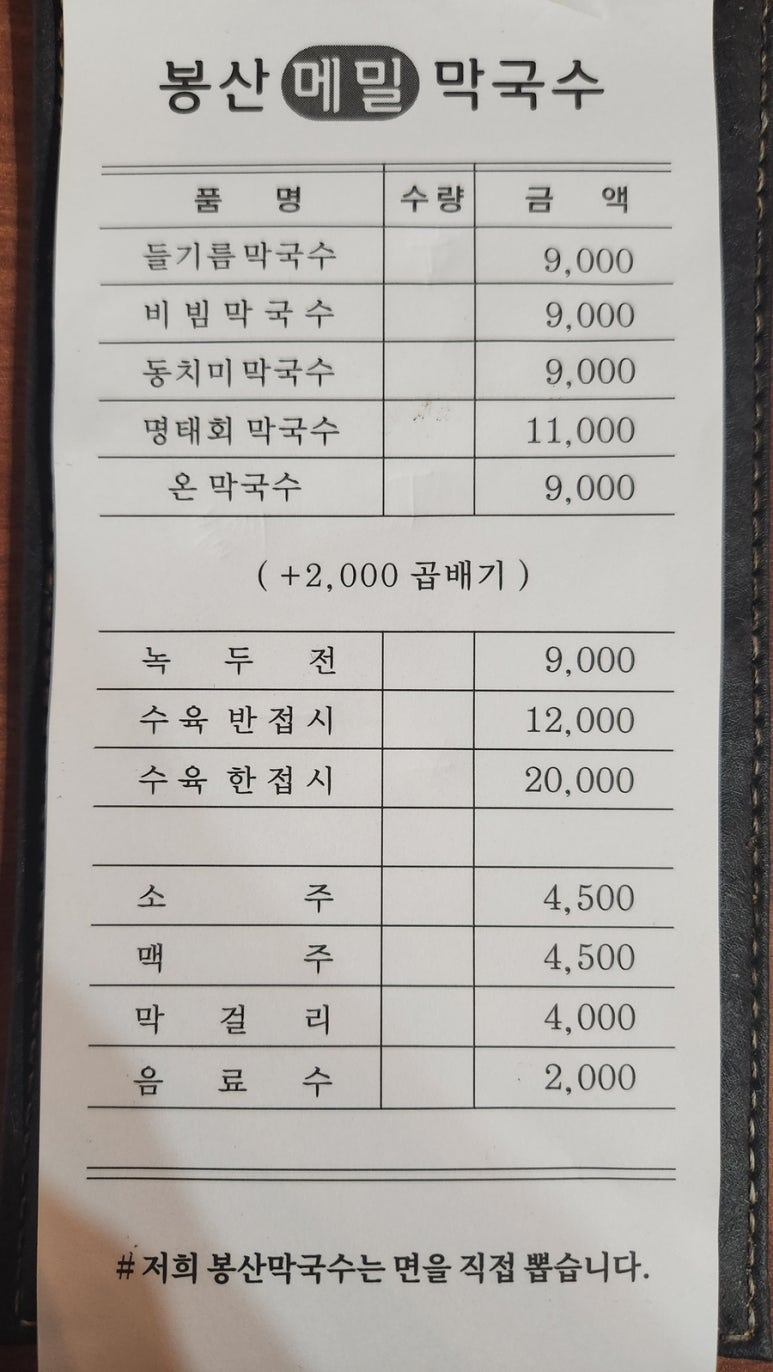 봉산 메밀 막국수
품 명 수량 금 액
들기름막국수 9,000
비 빔 막 국 수 9,000
동치미막국수 9,000
명태회 막국수 11,000
온 막국수 9,000
( +2,000 곱배기 )
녹 두 전 9,000
수 육 반 접 시 12,000
수 육 한 접 시 20,000
소 주 4,500
맥 주 4,500
막 걸 리 4,000
음 료 수 2,000
# 저희 봉산막국수는 면을 직접 뽑습니다.